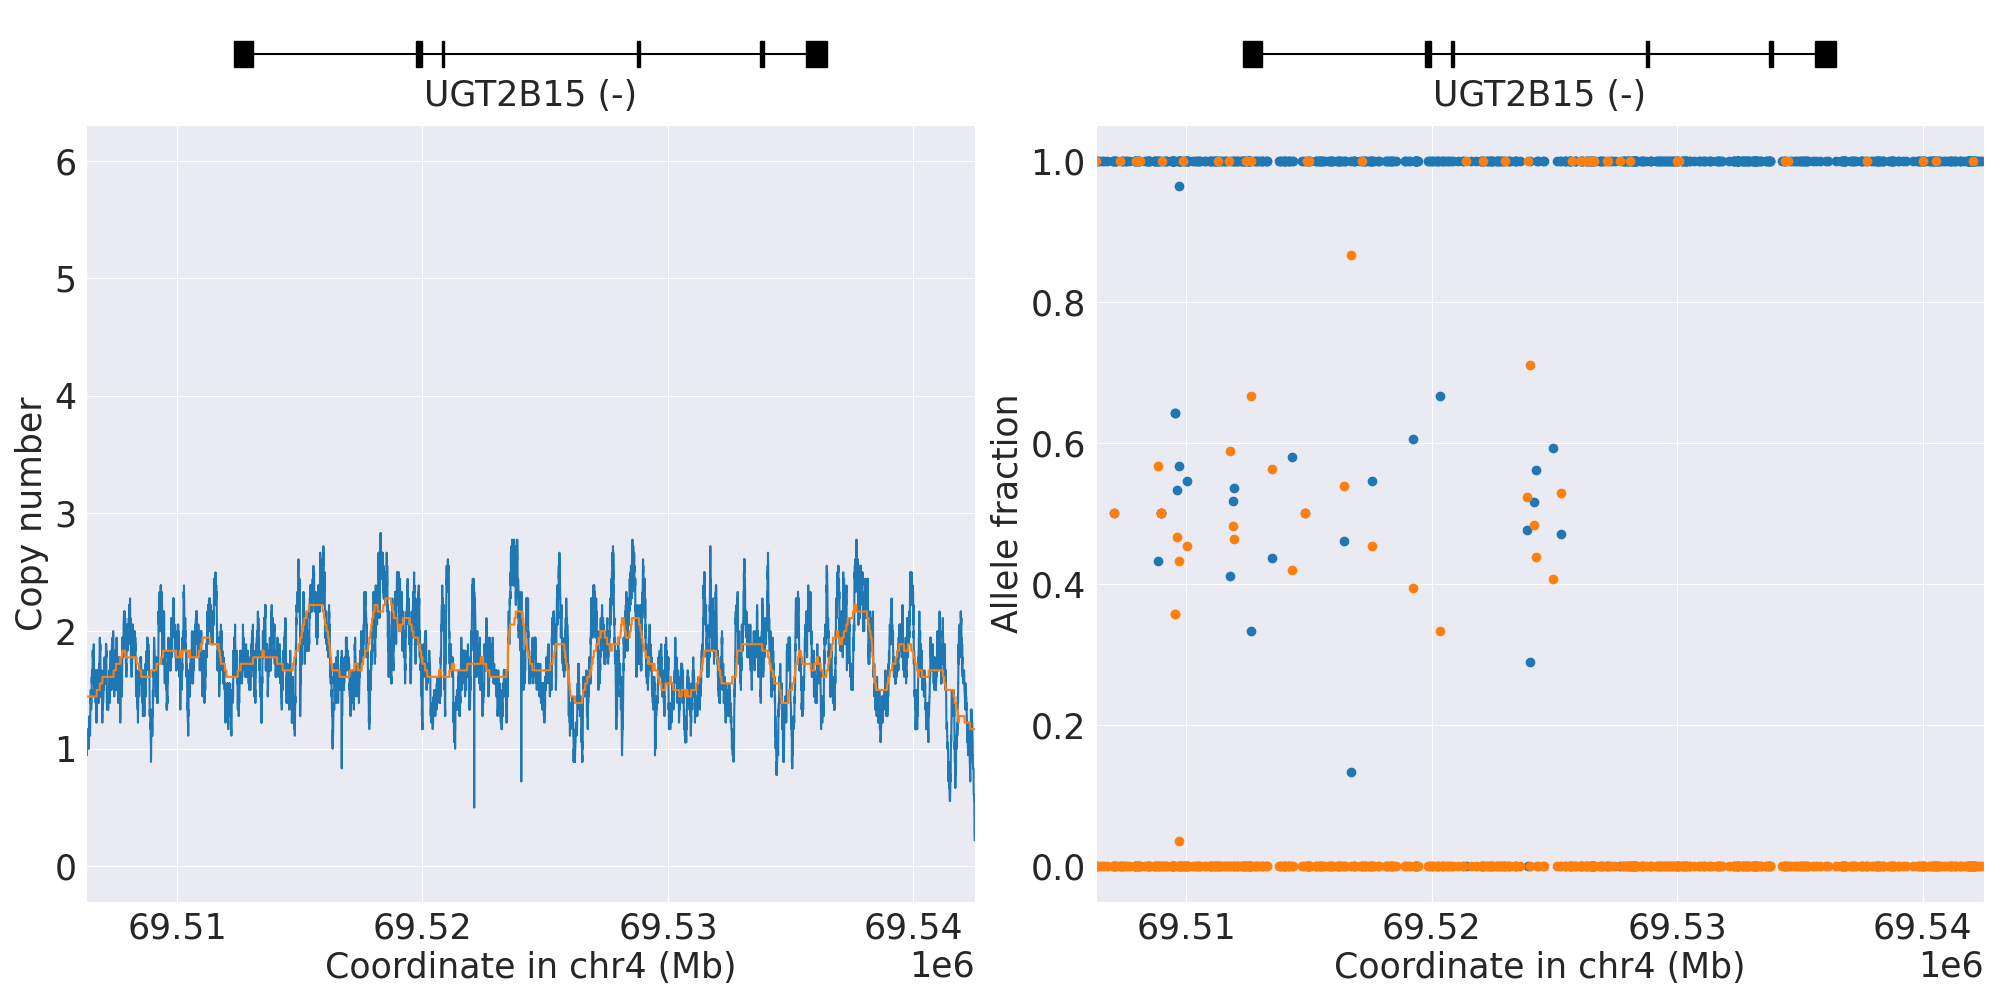 UGT2B15 (-)
6
5
4
3
2
1
0
Copy number
69.51 69.52 69.53 69.54
Coordinate in chr4 (Mb)
1e6
UGT2B15 (-)
1.0
0.8
0.6
0.4
0.2
0.0
Allele fraction
69.51 69.52 69.53 69.54
Coordinate in chr4 (Mb)
1e6